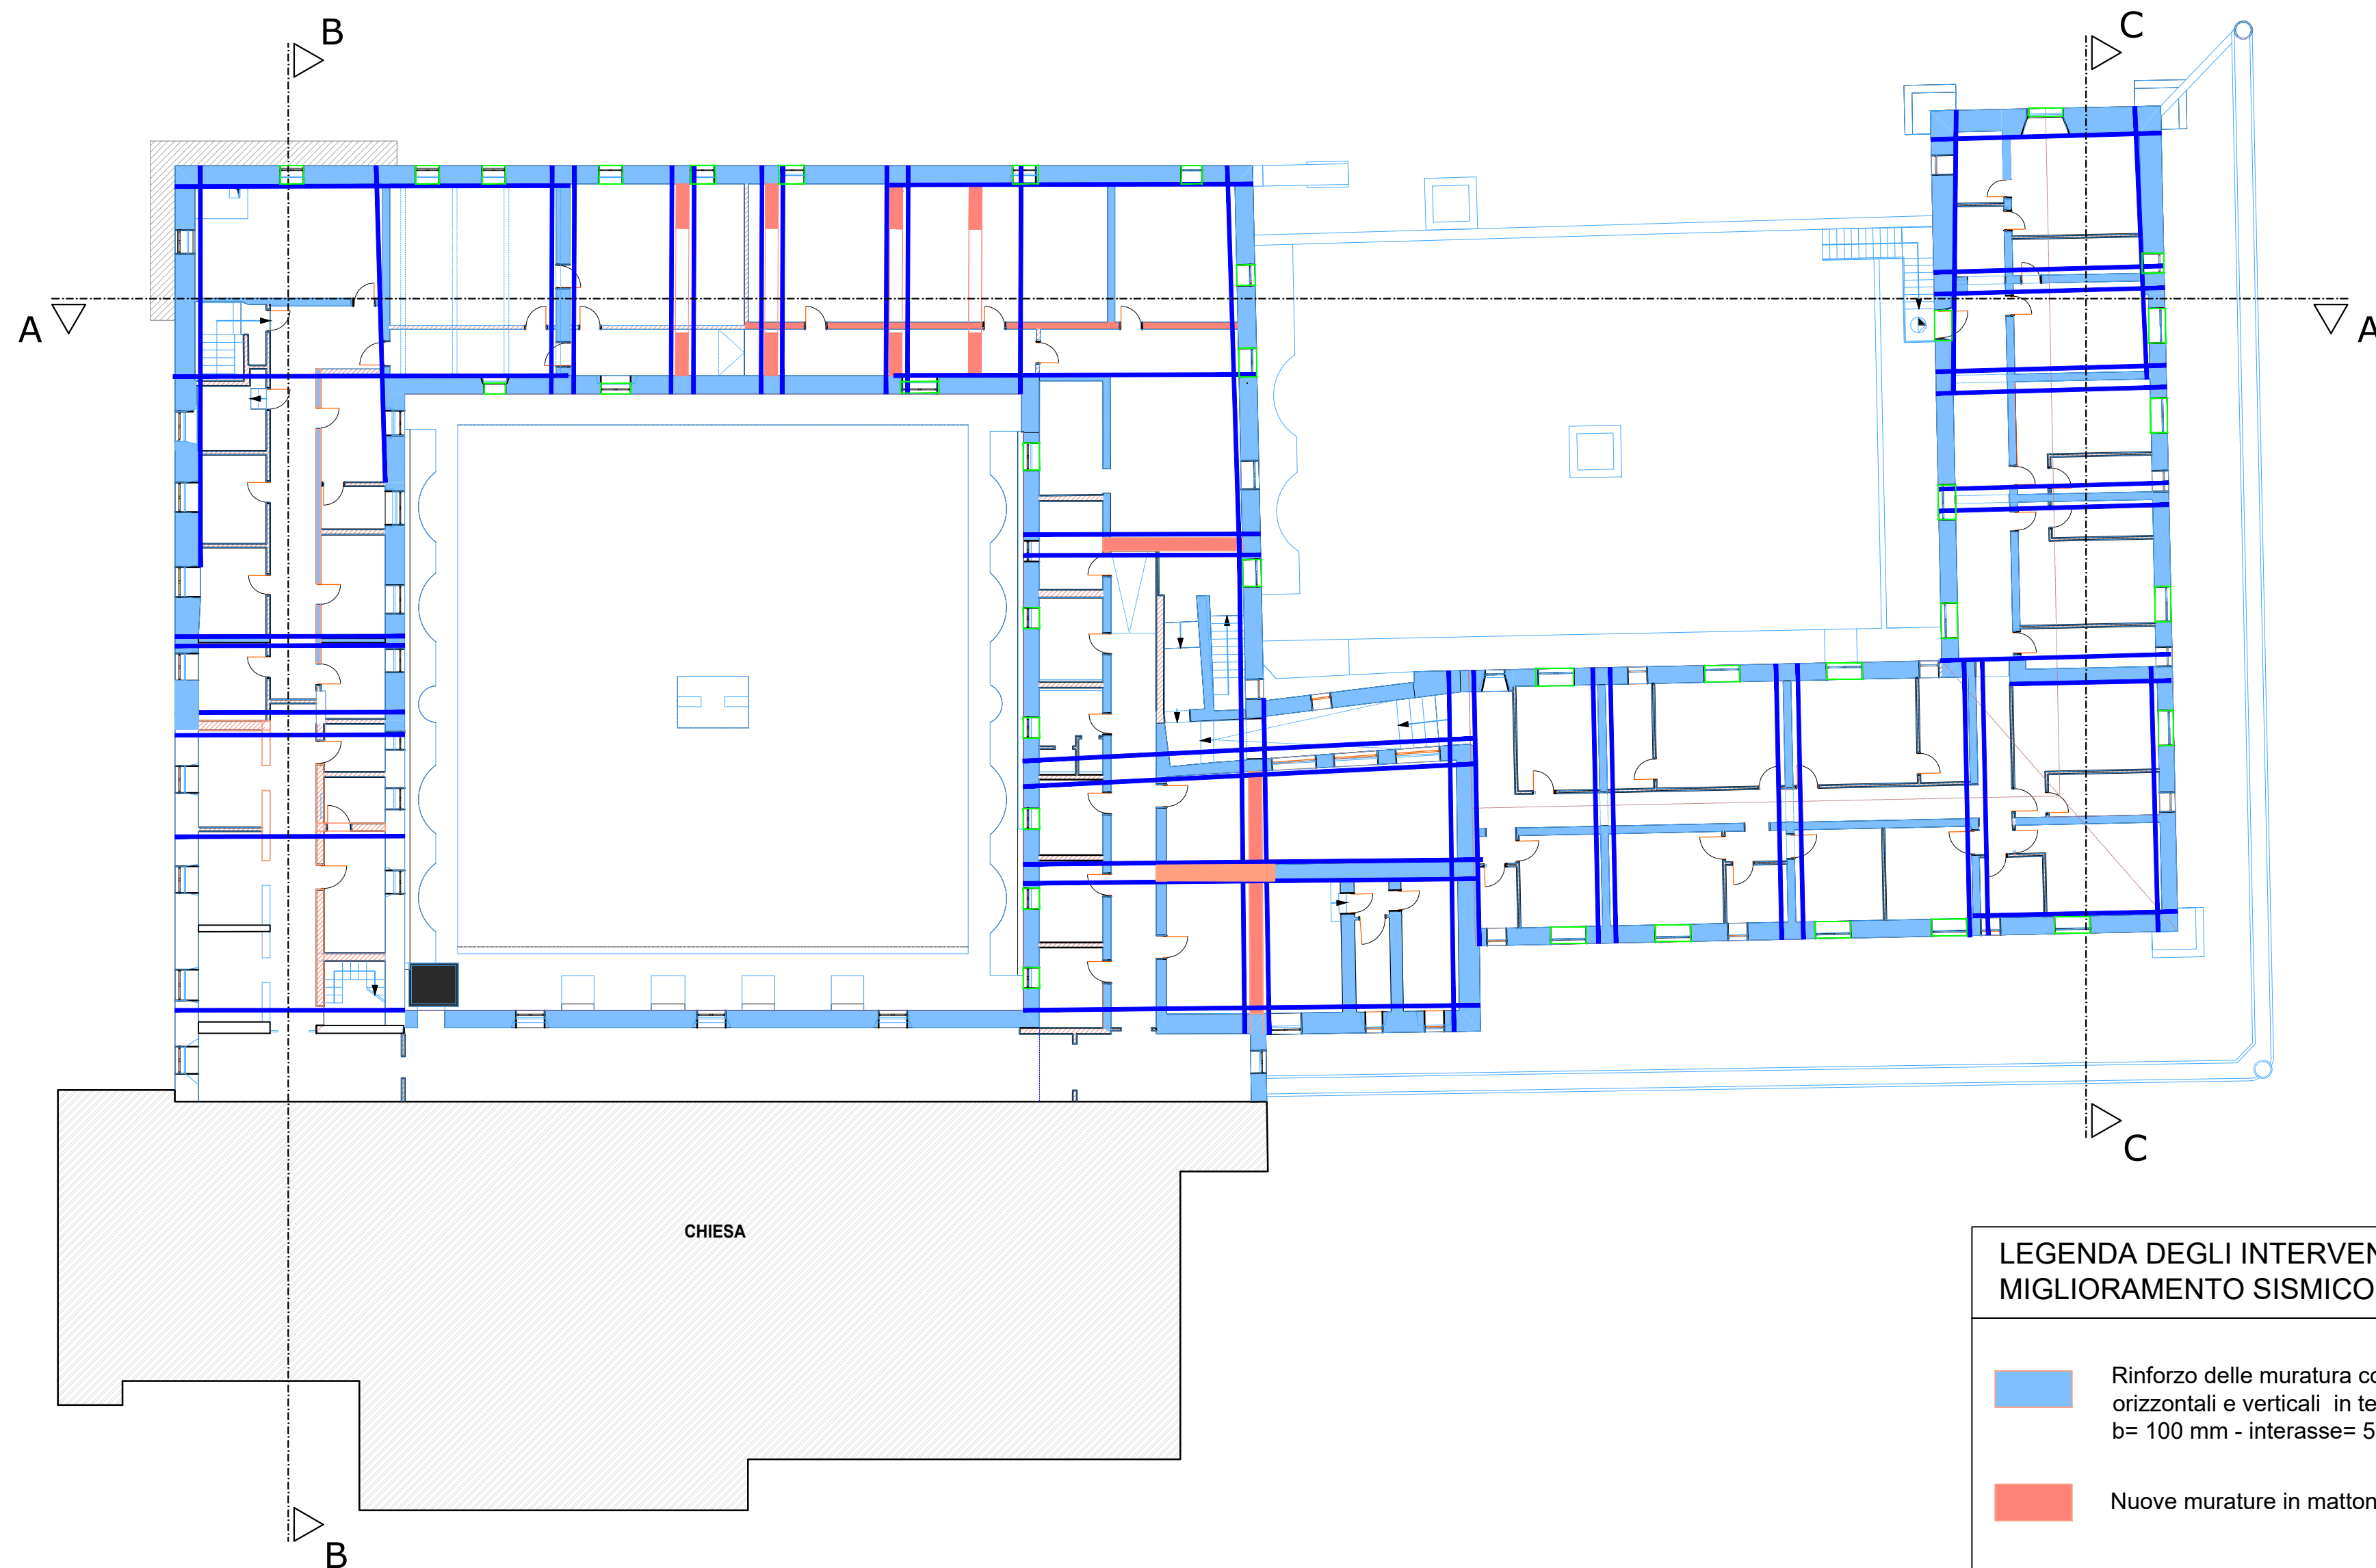 B
C
A
A
C
CHIESA
LEGENDA DEGLI INTERVEN
MIGLIORAMENTO SISMICO
Rinforzo delle muratura co
orizzontali e verticali in te
b= 100 mm - interasse= 5
Nuove murature in matton
B